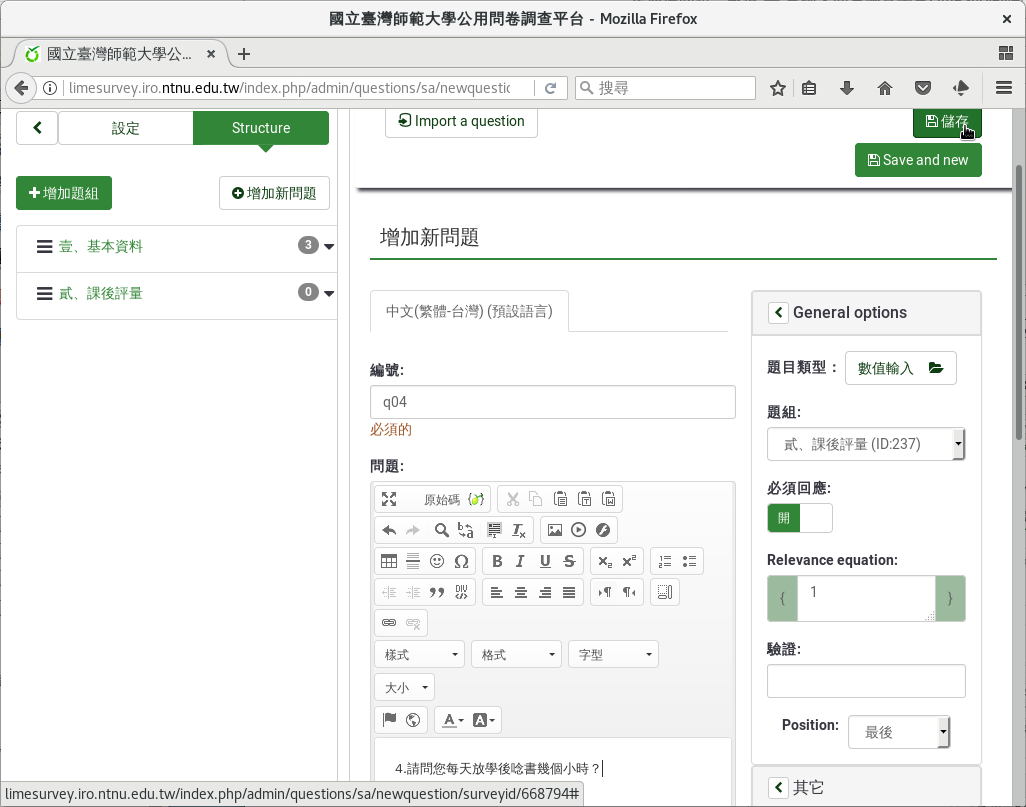 國立臺灣師範大學公用問卷調查平台 - Mozilla Firefox
國立臺灣師範大學公...
limesurvey.iro.ntnu.edu.tw/index.php/admin/questions/sa/newquestic
搜尋
設定
Structure
增加題組
增加新問題
壹、基本資料
3
貳、課後評量
0
Import a question
儲存
Save and new
增加新問題
中文(繁體-台灣) (預設語言)
編號:
q04
必須的
問題:
原始碼
樣式
格式
字型
大小
4.請問您每天放學後唸書幾個小時？
General options
題目類型：
數值輸入
題組:
貳、課後評量 (ID:237)
必須回應:
開
Relevance equation:
{ 1 }
驗證:
Position:
最後
其它
limesurvey.iro.ntnu.edu.tw/index.php/admin/questions/sa/newquestion/surveyid/668794#